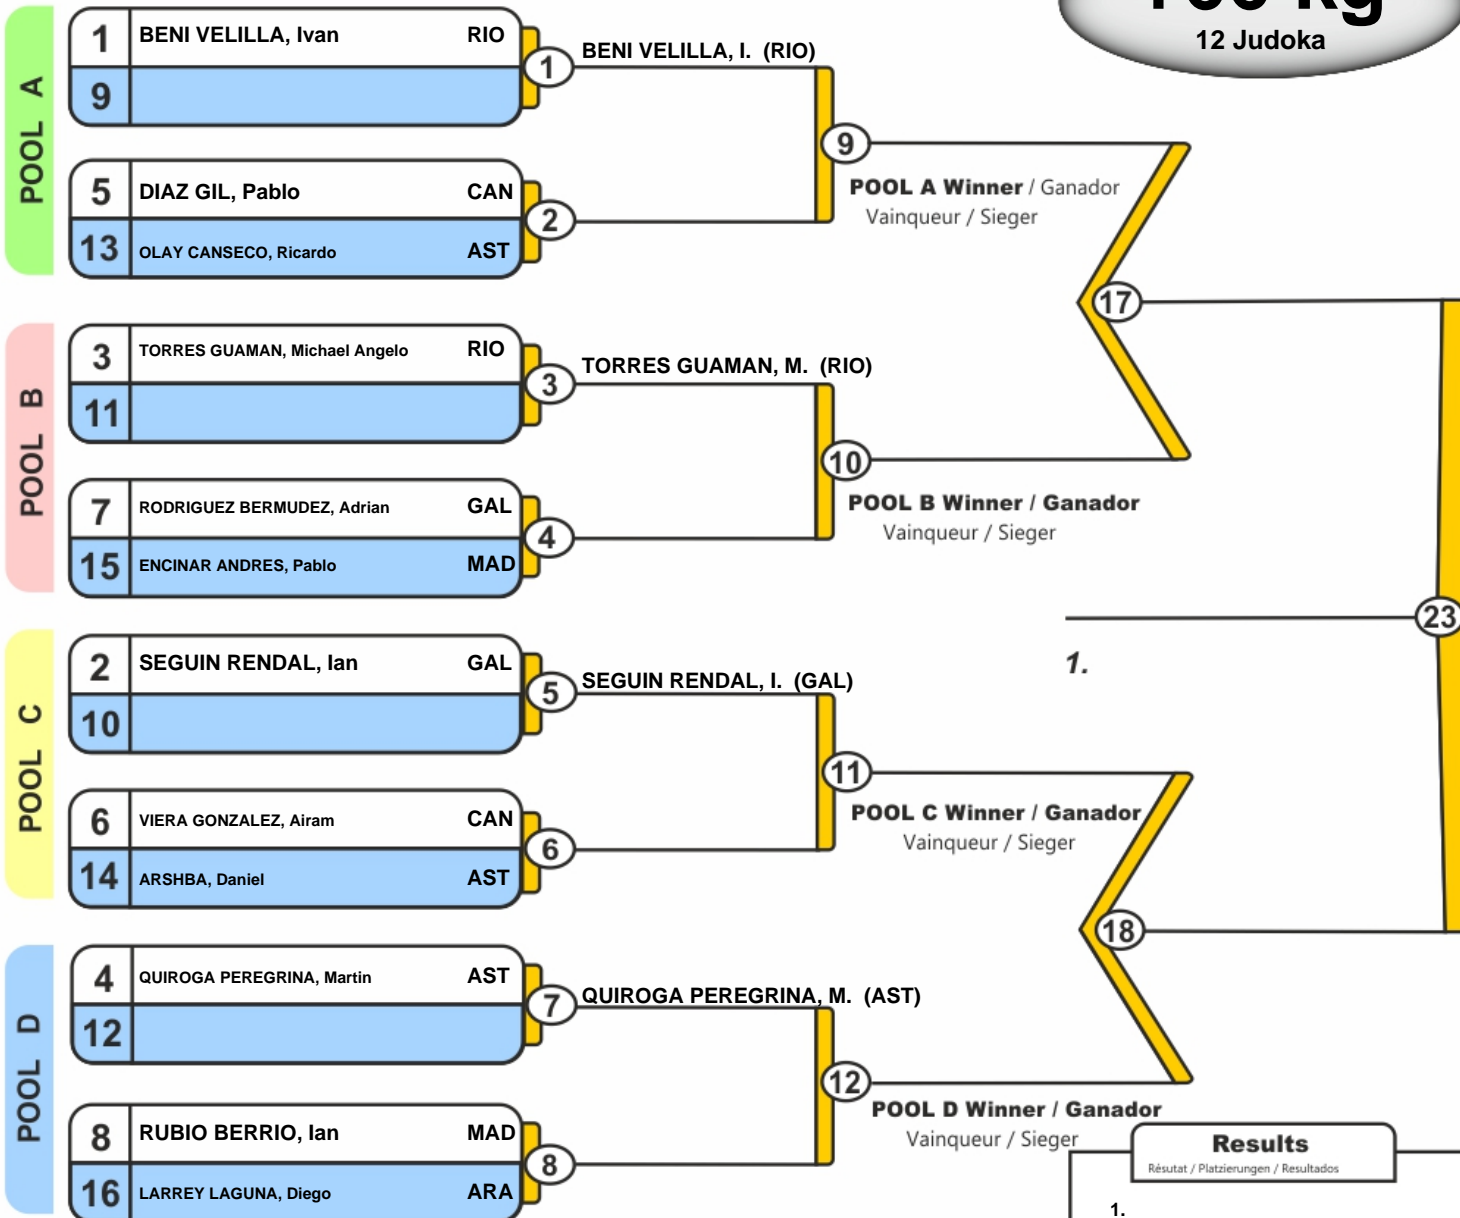 100 kg
12 Judoka
POOL A
1 BENI VELILLA, Ivan RIO
9
1
BENI VELILLA, I. (RIO)
5 DIAZ GIL, Pablo CAN
13 OLAY CANSECO, Ricardo AST
2
9
POOL A Winner / Ganador
Vainqueur / Sieger
17
POOL B
3 TORRES GUAMAN, Michael Angelo RIO
11
3
TORRES GUAMAN, M. (RIO)
7 RODRIGUEZ BERMUDEZ, Adrian GAL
15 ENCINAR ANDRES, Pablo MAD
4
10
POOL B Winner / Ganador
Vainqueur / Sieger
23
1.
POOL C
2 SEGUIN RENDAL, Ian GAL
10
5
SEGUIN RENDAL, I. (GAL)
6 VIERA GONZALEZ, Airam CAN
14 ARSHBA, Daniel AST
6
11
POOL C Winner / Ganador
Vainqueur / Sieger
18
POOL D
4 QUIROGA PEREGRINA, Martin AST
12
7
QUIROGA PEREGRINA, M. (AST)
8 RUBIO BERRIO, Ian MAD
16 LARREY LAGUNA, Diego ARA
8
12
POOL D Winner / Ganador
Vainqueur / Sieger
Results
Résutat / Platzierungen / Resultados
1.